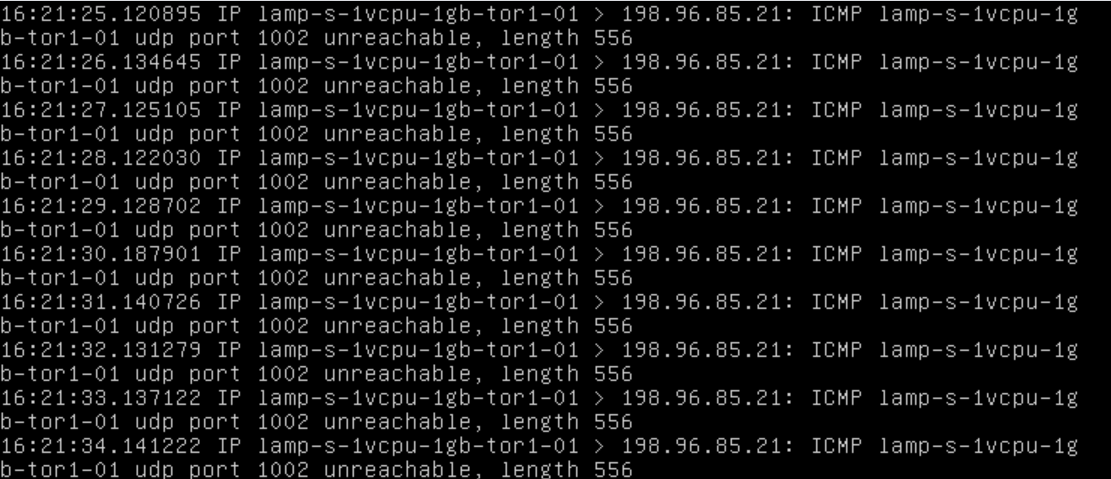 16:21:25.120895 IP lamp-s-1vcpu-1gb-tor1-01 > 198.96.85.21: ICMP lamp-s-1vcpu-1g
b-tor1-01 udp port 1002 unreachable, length 556
16:21:26.134645 IP lamp-s-1vcpu-1gb-tor1-01 > 198.96.85.21: ICMP lamp-s-1vcpu-1g
b-tor1-01 udp port 1002 unreachable, length 556
16:21:27.125105 IP lamp-s-1vcpu-1gb-tor1-01 > 198.96.85.21: ICMP lamp-s-1vcpu-1g
b-tor1-01 udp port 1002 unreachable, length 556
16:21:28.122030 IP lamp-s-1vcpu-1gb-tor1-01 > 198.96.85.21: ICMP lamp-s-1vcpu-1g
b-tor1-01 udp port 1002 unreachable, length 556
16:21:29.128702 IP lamp-s-1vcpu-1gb-tor1-01 > 198.96.85.21: ICMP lamp-s-1vcpu-1g
b-tor1-01 udp port 1002 unreachable, length 556
16:21:30.187901 IP lamp-s-1vcpu-1gb-tor1-01 > 198.96.85.21: ICMP lamp-s-1vcpu-1g
b-tor1-01 udp port 1002 unreachable, length 556
16:21:31.140726 IP lamp-s-1vcpu-1gb-tor1-01 > 198.96.85.21: ICMP lamp-s-1vcpu-1g
b-tor1-01 udp port 1002 unreachable, length 556
16:21:32.131279 IP lamp-s-1vcpu-1gb-tor1-01 > 198.96.85.21: ICMP lamp-s-1vcpu-1g
b-tor1-01 udp port 1002 unreachable, length 556
16:21:33.137122 IP lamp-s-1vcpu-1gb-tor1-01 > 198.96.85.21: ICMP lamp-s-1vcpu-1g
b-tor1-01 udp port 1002 unreachable, length 556
16:21:34.141222 IP lamp-s-1vcpu-1gb-tor1-01 > 198.96.85.21: ICMP lamp-s-1vcpu-1g
b-tor1-01 udp port 1002 unreachable, length 556